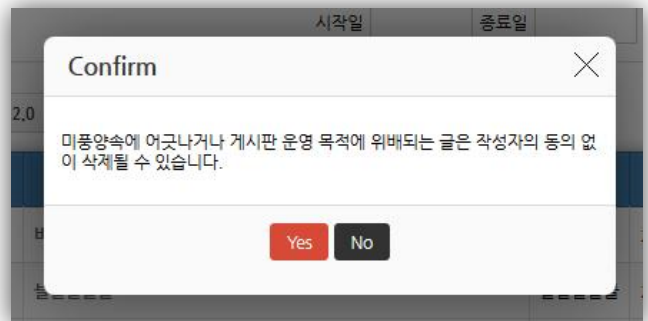 시작일 종료일
Confirm
2,0
미풍양속에 어긋나거나 게시판 운영 목적에 위배되는 글은 작성자의 동의 없
이 삭제될 수 있습니다.
Yes No